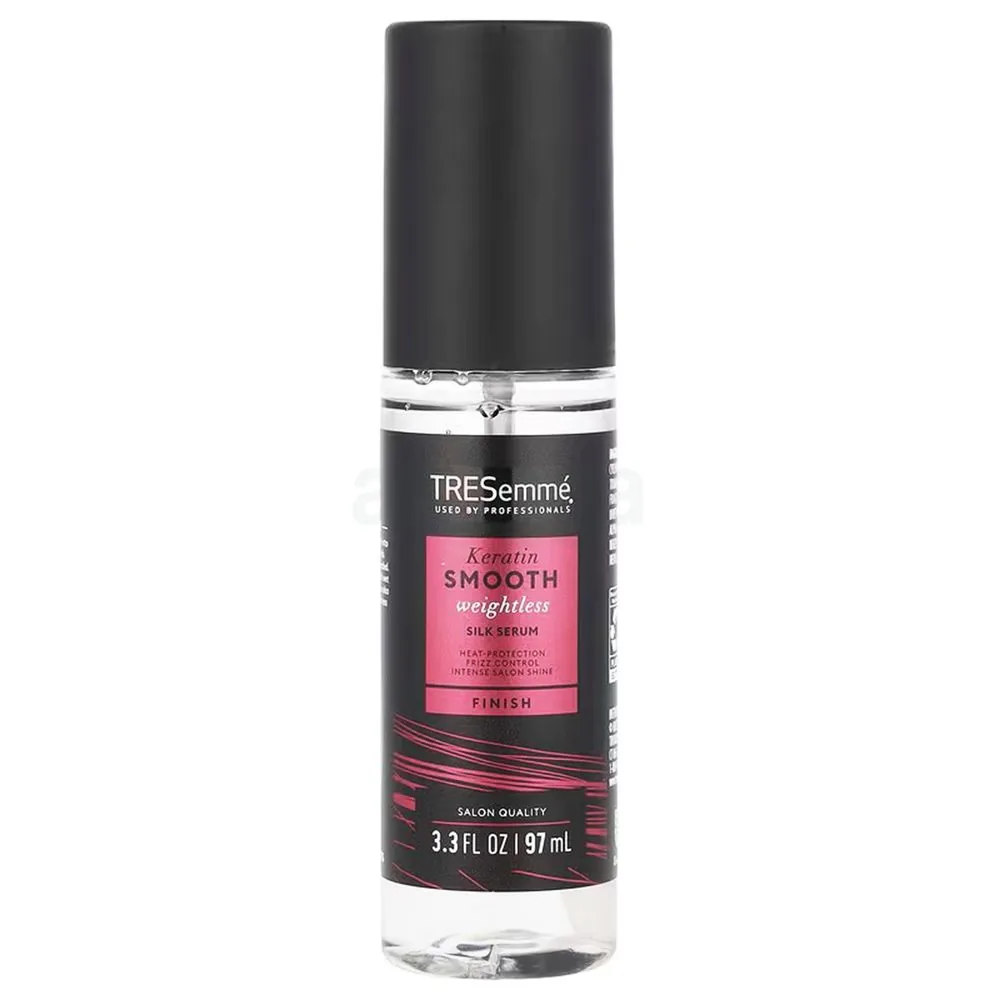 TRESemmé
USED BY PROFESSIONALS
Keratin
SMOOTH
weightless
SILK SERUM
HEAT-PROTECTION
FRIZZ CONTROL
INTENSE SALON SHINE
FINISH
SALON QUALITY
3.3 FL OZ | 97 mL